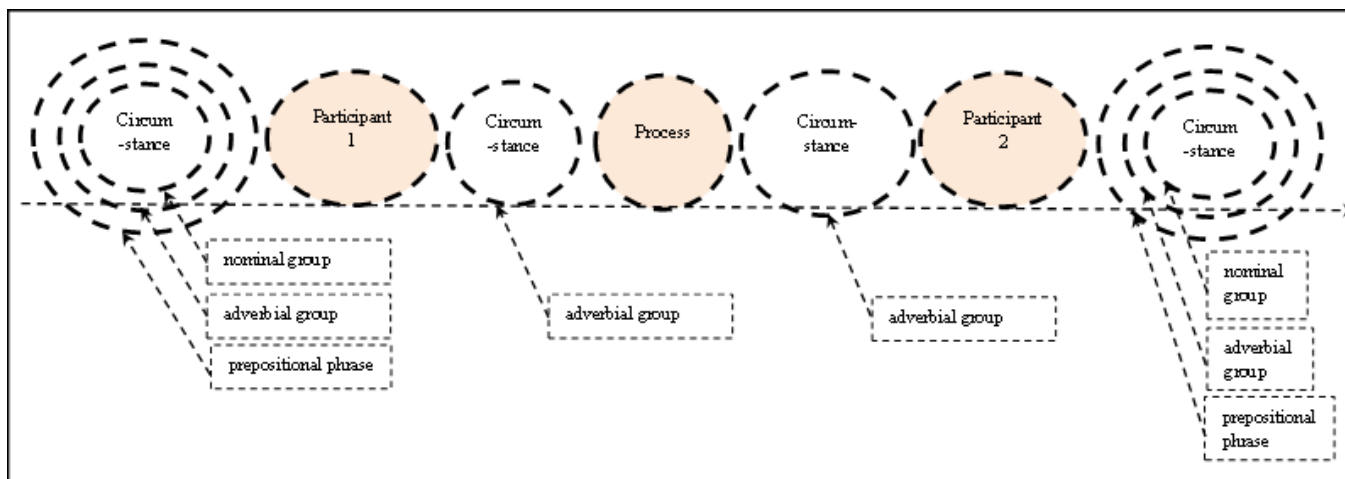 Circum
-stance
Participant
1
Circum
-stance
Process
Circum-
stance
Participant
2
Circum
-stance
nominal group
adverbial group
prepositional phrase
adverbial group
adverbial group
nominal
group
adverbial
group
prepositional
phrase